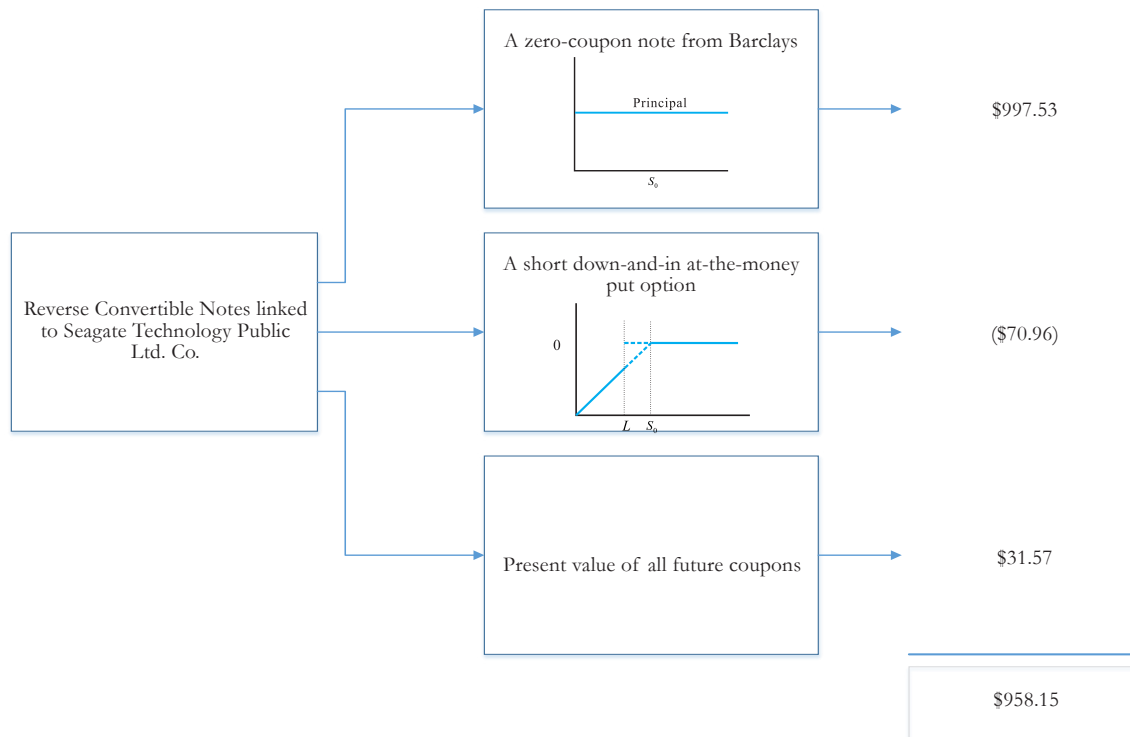 A zero-coupon note from Barclays
Principal
S₀
$997.53
Reverse Convertible Notes linked
to Seagate Technology Public
Ltd. Co.
A short down-and-in at-the-money
put option
0
L S₀
($70.96)
Present value of all future coupons
$31.57
$958.15